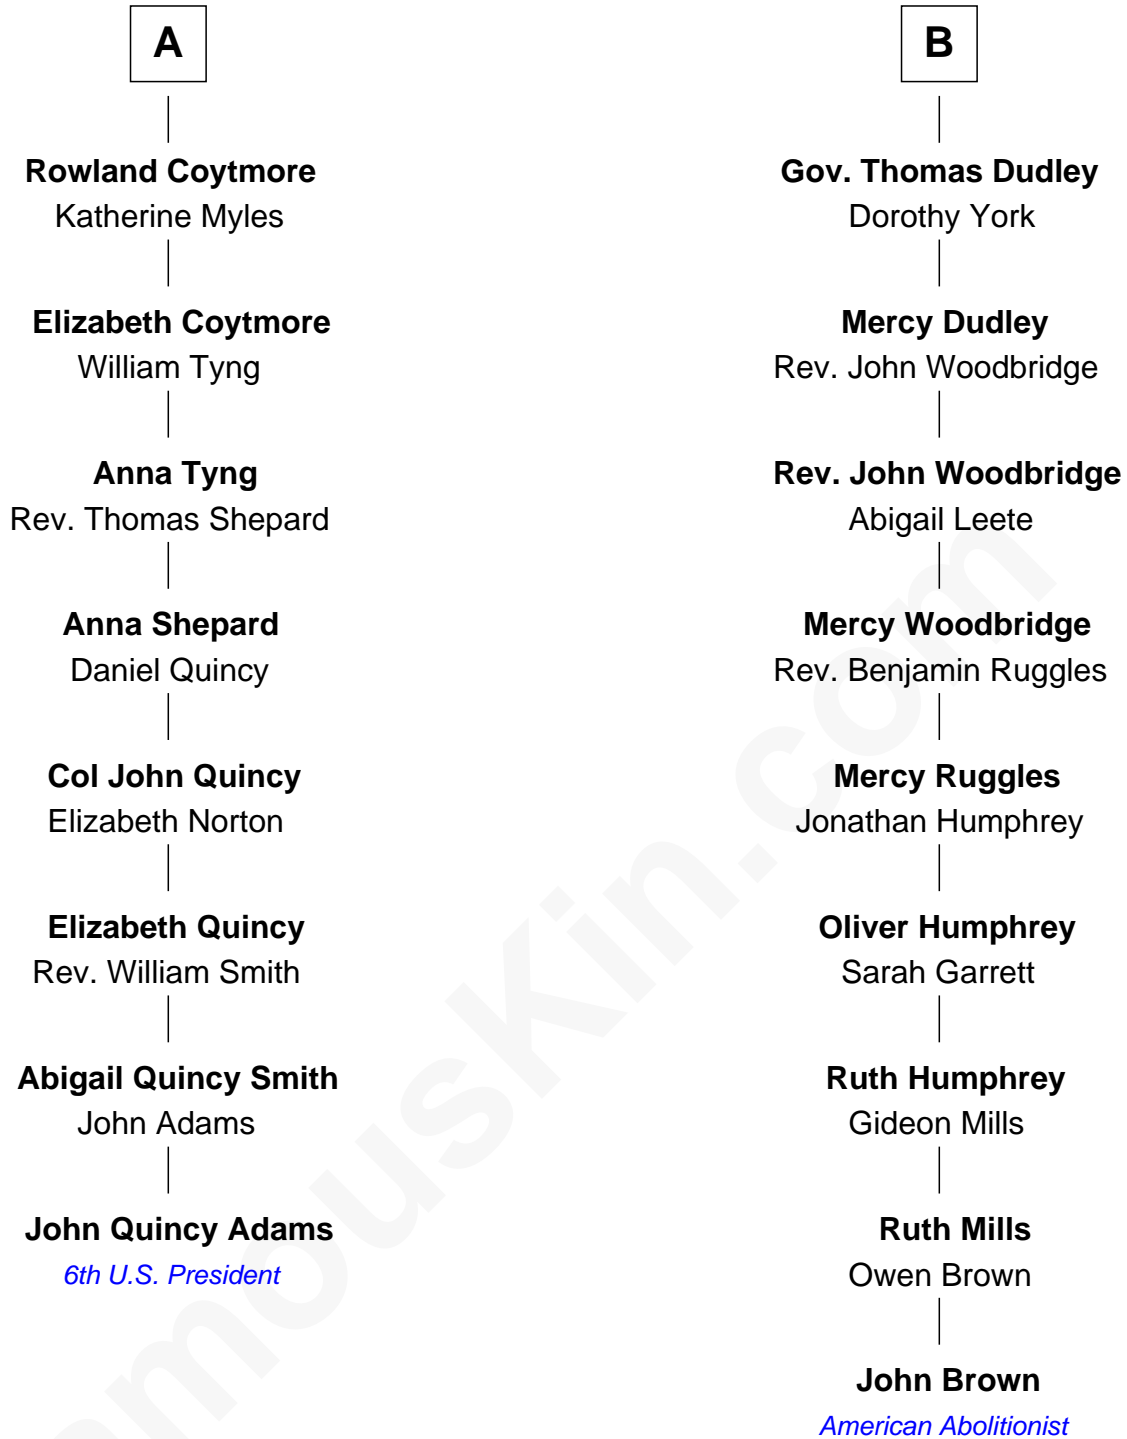 A
Rowland Coytmore
Katherine Myles
Elizabeth Coytmore
William Tyng
Anna Tyng
Rev. Thomas Shepard
Anna Shepard
Daniel Quincy
Col John Quincy
Elizabeth Norton
Elizabeth Quincy
Rev. William Smith
Abigail Quincy Smith
John Adams
John Quincy Adams
6th U.S. President
B
Gov. Thomas Dudley
Dorothy York
Mercy Dudley
Rev. John Woodbridge
Rev. John Woodbridge
Abigail Leete
Mercy Woodbridge
Rev. Benjamin Ruggles
Mercy Ruggles
Jonathan Humphrey
Oliver Humphrey
Sarah Garrett
Ruth Humphrey
Gideon Mills
Ruth Mills
Owen Brown
John Brown
American Abolitionist
amousKin.com